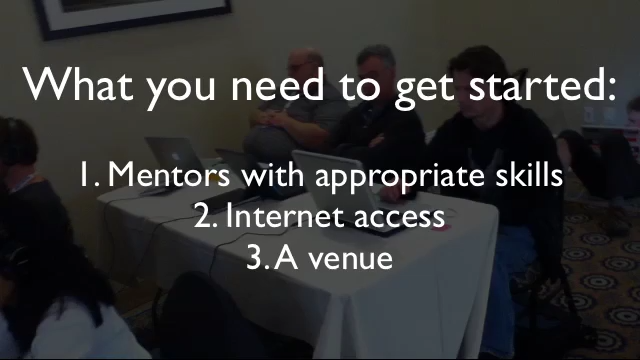 What you need to get started:
1. Mentors with appropriate skills
2. Internet access
3. A venue